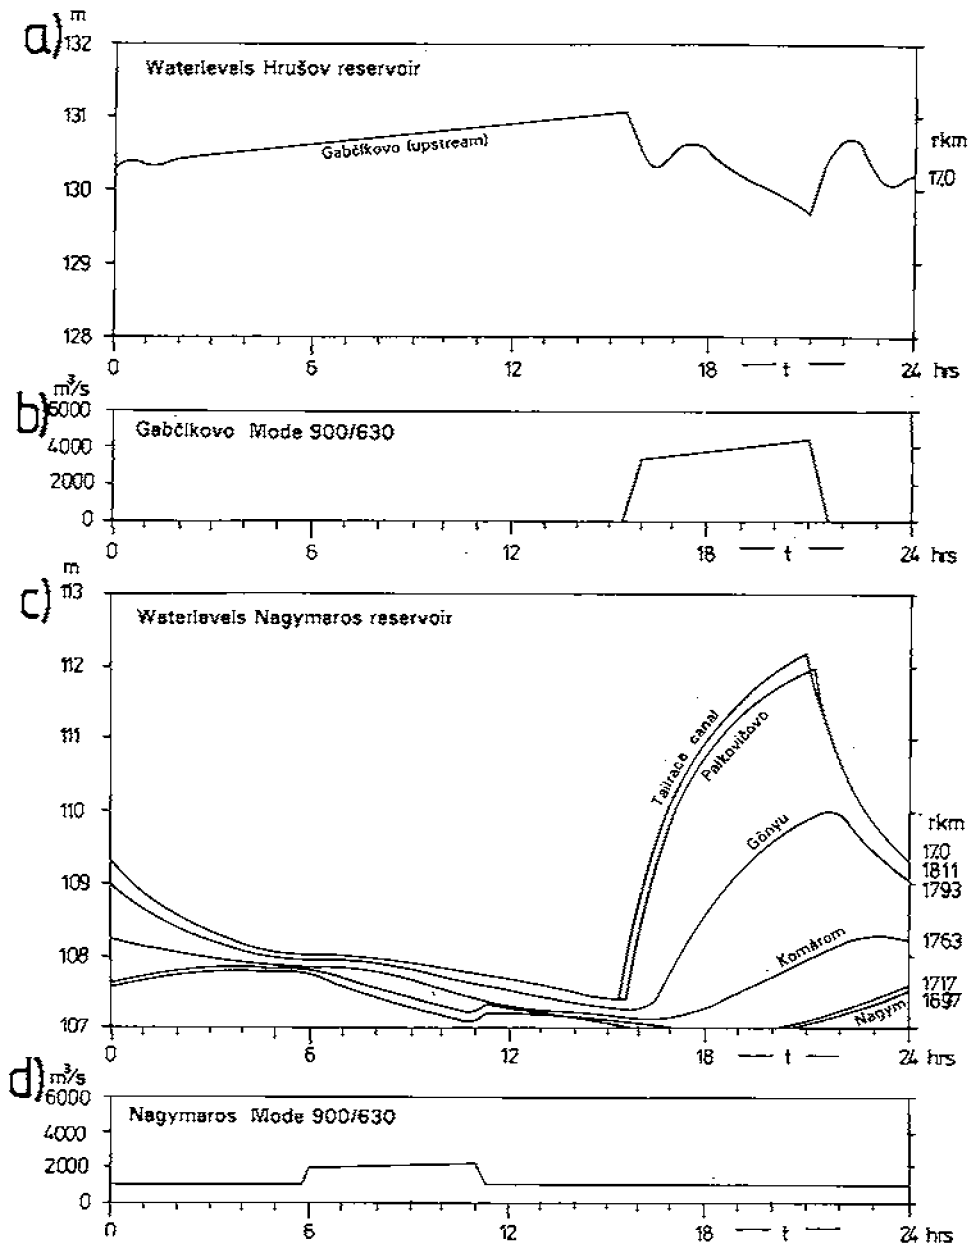 a)
m
132
Waterlevels Hrušov reservoir
131
Gabčíkovo (upstream)
rkm
130
17.0
129
128
0 6 12 18 — t — 24 hrs
b)
m³/s
6000
Gabčíkovo Mode 900/630
4000
2000
0
0 6 12 18 — t — 24 hrs
c)
m
113
Waterlevels Nagymaros reservoir
112
Tailrace canal
Palkovičovo
111
110
Gönyu
rkm
17.0
1811
109
1793
Komárom
1763
108
1717
1697
Nagym.
107
0 6 12 18 — t — 24 hrs
d)
m³/s
6000
Nagymaros Mode 900/630
4000
2000
0
0 6 12 18 — t — 24 hrs